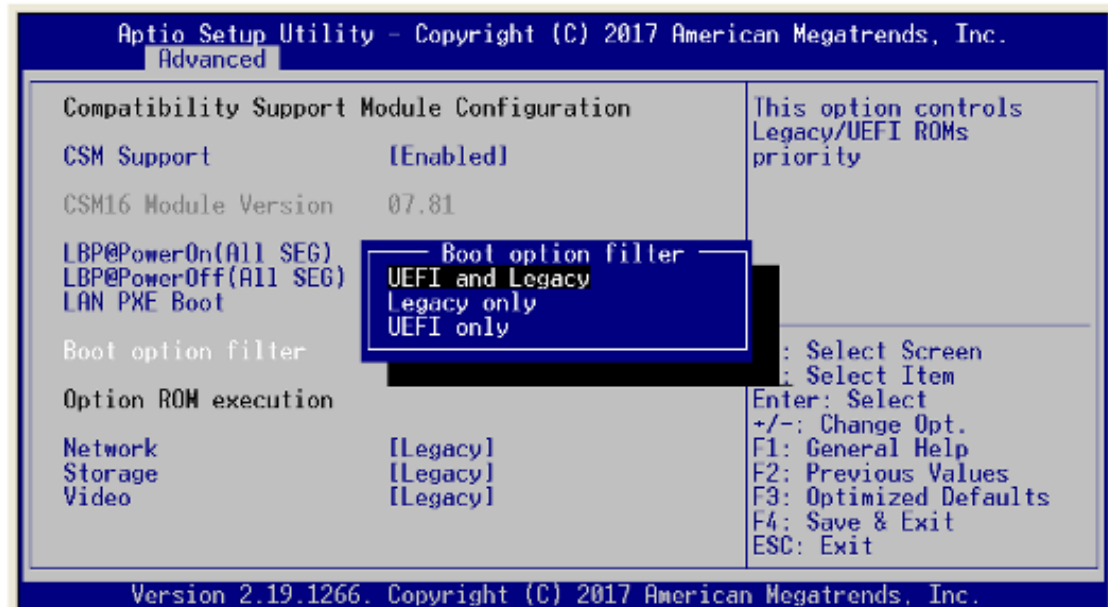 Aptio Setup Utility - Copyright (C) 2017 American Megatrends, Inc.
Advanced
Compatibility Support Module Configuration
CSM Support [Enabled]
CSM16 Module Version 07.81
LBP@PowerOn(All SEG)
LBP@PowerOff(All SEG)
LAN PXE Boot
Boot option filter
Option ROM execution
Network [Legacy]
Storage [Legacy]
Video [Legacy]
Boot option filter
UEFI and Legacy
Legacy only
UEFI only
This option controls
Legacy/UEFI ROMs
priority
: Select Screen
: Select Item
Enter: Select
+/-: Change Opt.
F1: General Help
F2: Previous Values
F3: Optimized Defaults
F4: Save & Exit
ESC: Exit
Version 2.19.1266. Copyright (C) 2017 American Megatrends, Inc.